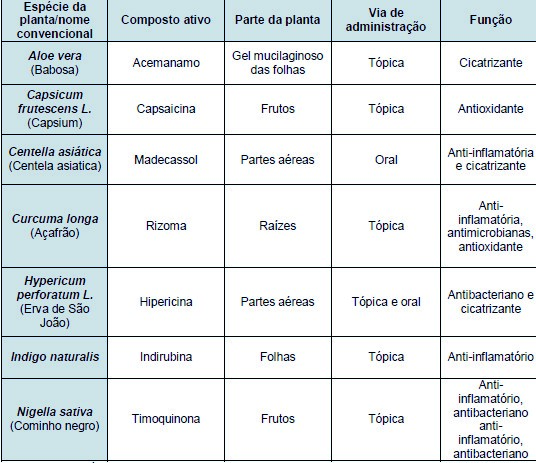 Espécie da planta/nome convencional | Composto ativo | Parte da planta | Via de administração | Função
Aloe vera (Babosa) | Acemanamo | Gel mucilaginoso das folhas | Tópica | Cicatrizante
Capsicum frutescens L. (Capsium) | Capsaicina | Frutos | Tópica | Antioxidante
Centella asiática (Centela asiatica) | Madecassol | Partes aéreas | Oral | Anti-inflamatória e cicatrizante
Curcuma longa (Açafrão) | Rizoma | Raízes | Tópica | Anti-inflamatória, antimicrobianas, antioxidante
Hypericum perforatum L. (Erva de São João) | Hipericina | Partes aéreas | Tópica e oral | Antibacteriano e cicatrizante
Indigo naturalis | Indirubina | Folhas | Tópica | Anti-inflamatório
Nigella sativa (Cominho negro) | Timoquinona | Frutos | Tópica | Anti-inflamatório, antibacteriano anti-inflamatório, antibacteriano